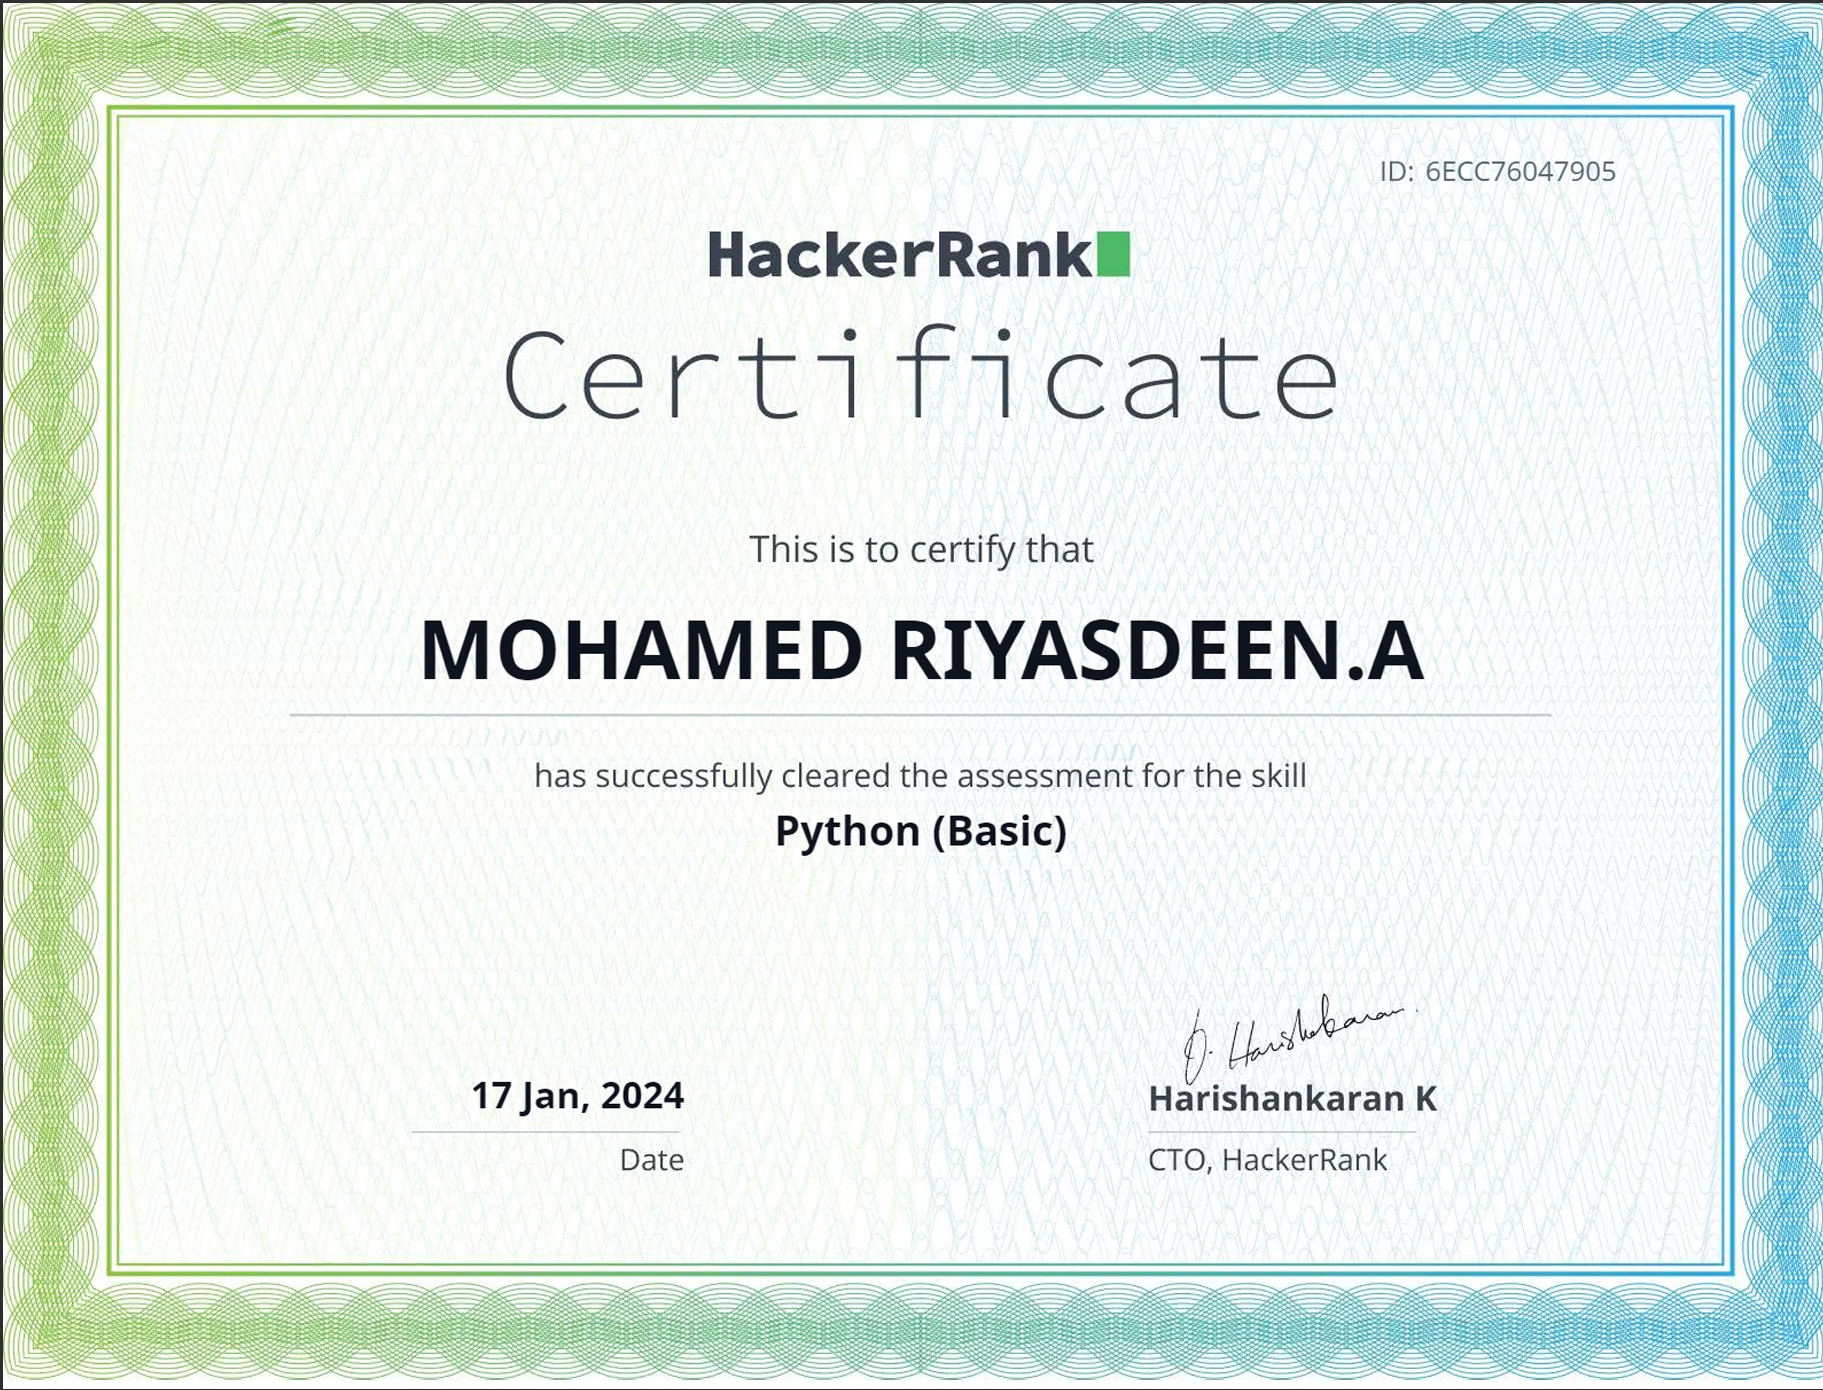 ID: 6ECC76047905
HackerRank
Certificate
This is to certify that
MOHAMED RIYASDEEN.A
has successfully cleared the assessment for the skill
Python (Basic)
17 Jan, 2024
Date
Harishankaran K
CTO, HackerRank